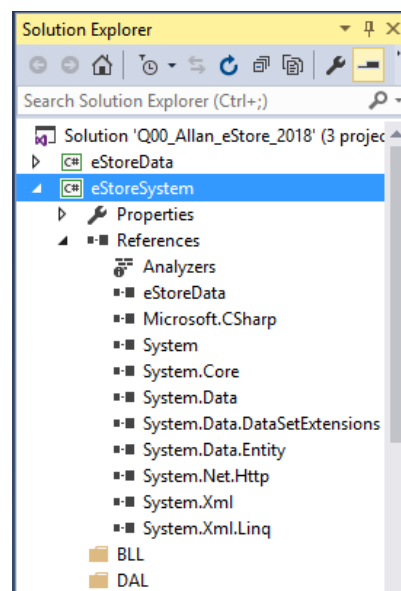 Solution Explorer
Search Solution Explorer (Ctrl+;)
Solution 'Q00_Allan_eStore_2018' (3 projec
C# eStoreData
C# eStoreSystem
Properties
References
Analyzers
eStoreData
Microsoft.CSharp
System
System.Core
System.Data
System.Data.DataSetExtensions
System.Data.Entity
System.Net.Http
System.Xml
System.Xml.Linq
BLL
DAL